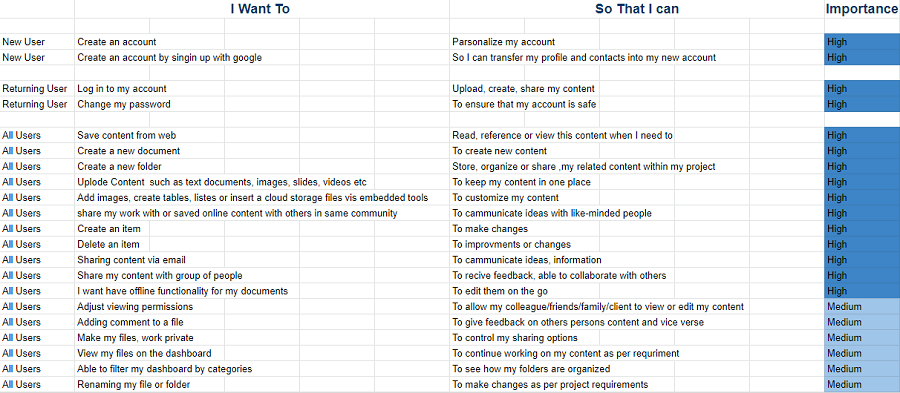 I Want To So That I can Importance
New User Create an account Parsonalize my account High
New User Create an account by singin up with google So I can transfer my profile and contacts into my new account High
Returning User Log in to my account Upload, create, share my content High
Returning User Change my password To ensure that my account is safe High
All Users Save content from web Read, reference or view this content when I need to High
All Users Create a new document To create new content High
All Users Create a new folder Store, organize or share ,my related content within my project High
All Users Uplode Content such as text documents, images, slides, videos etc To keep my content in one place High
All Users Add images, create tables, listes or insert a cloud storage files vis embedded tools To customize my content High
All Users share my work with or saved online content with others in same community To cammunicate ideas with like-minded people High
All Users Create an item To make changes High
All Users Delete an item To improvments or changes High
All Users Sharing content via email To cammunicate ideas, information High
All Users Share my content with group of people To recive feedback, able to collaborate with others High
All Users I want have offline functionality for my documents To edit them on the go High
All Users Adjust viewing permissions To allow my colleague/friends/family/client to view or edit my content Medium
All Users Adding comment to a file To give feedback on others persons content and vice verse Medium
All Users Make my files, work private To control my sharing options Medium
All Users View my files on the dashboard To continue working on my content as per requriment Medium
All Users Able to filter my dashboard by categories To see how my folders are organized Medium
All Users Renaming my file or folder To make changes as per project requirements Medium